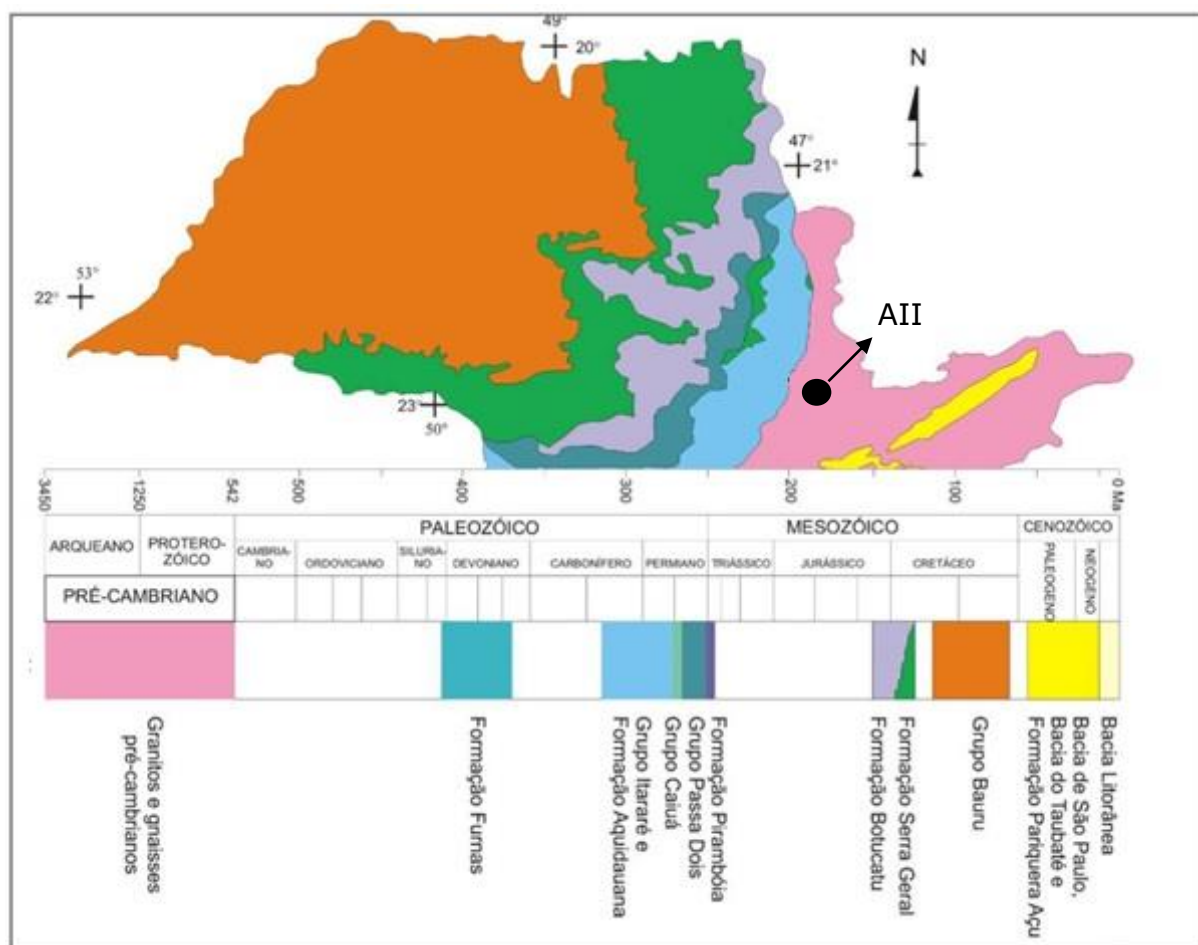 49°
20°
N
47°
21°
53°
22°
AII
23°
50°
3450
1250
542
500
400
300
200
100
0 Ma
PALEOZÓICO
MESOZÓICO
CENOZÓICO
ARQUEANO
PROTERO-
ZÓICO
CAMBRIA-
NO
ORDOVICIANO
SILURIA-
NO
DEVONIANO
CARBONÍFERO
PERMIANO
TRIÁSSICO
JURÁSSICO
CRETÁCEO
PALEOGENO
NEOGENO
PRÉ-CAMBRIANO
Granitos e gnaisses
pré-cambrianos
Formação Furnas
Grupo Itararé e
Formação Aquidauana
Grupo Caiuá
Grupo Passa Dois
Formação Pirambóia
Formação Botucatu
Formação Serra Geral
Grupo Bauru
Bacia Litorânea
Bacia de São Paulo,
Bacia do Taubaté e
Formação Pariquera Açu